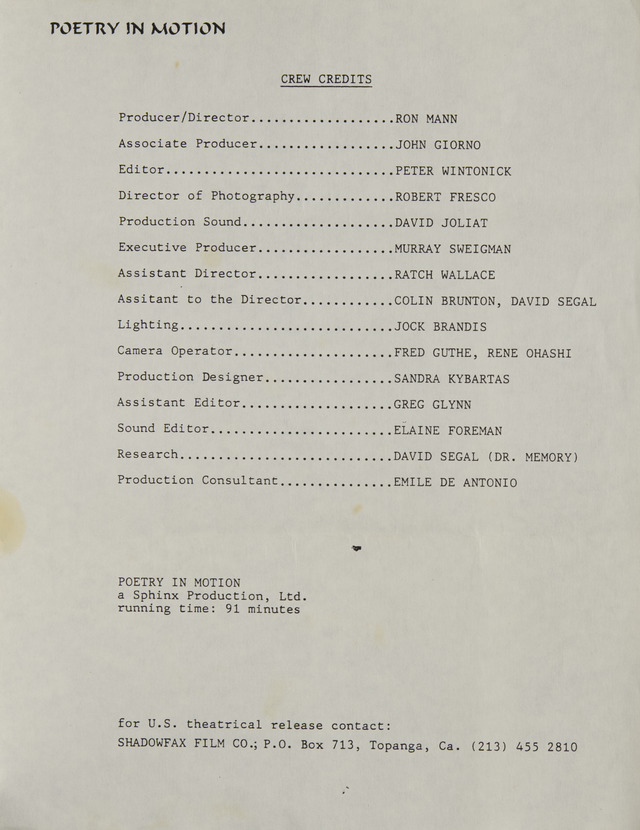 POETRY IN MOTION
CREW CREDITS
Producer/Director...................RON MANN
Associate Producer..................JOHN GIORNO
Editor..............................PETER WINTONICK
Director of Photography.............ROBERT FRESCO
Production Sound....................DAVID JOLIAT
Executive Producer..................MURRAY SWEIGMAN
Assistant Director..................RATCH WALLACE
Assitant to the Director............COLIN BRUNTON, DAVID SEGAL
Lighting............................JOCK BRANDIS
Camera Operator.....................FRED GUTHE, RENE OHASHI
Production Designer.................SANDRA KYBARTAS
Assistant Editor....................GREG GLYNN
Sound Editor........................ELAINE FOREMAN
Research............................DAVID SEGAL (DR. MEMORY)
Production Consultant...............EMILE DE ANTONIO
POETRY IN MOTION
a Sphinx Production, Ltd.
running time: 91 minutes
for U.S. theatrical release contact:
SHADOWFAX FILM CO.; P.O. Box 713, Topanga, Ca. (213) 455 2810